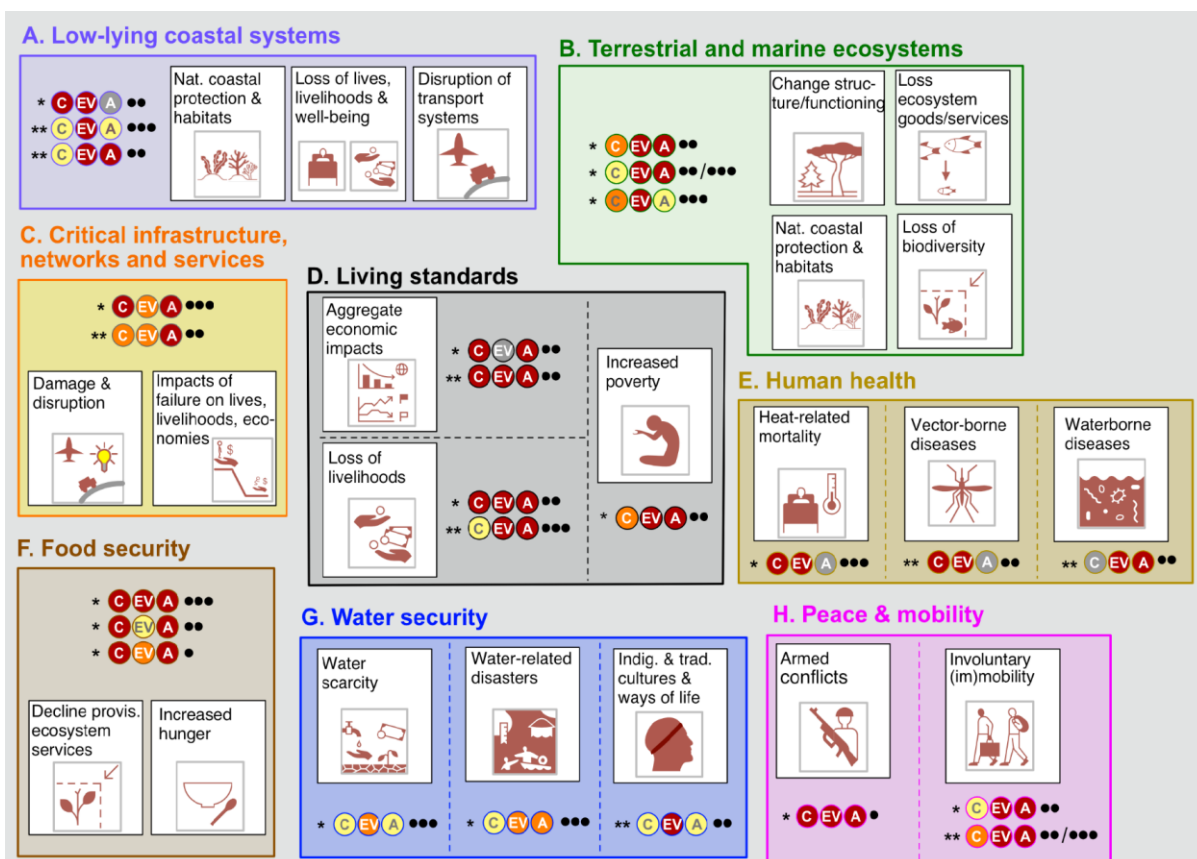 A. Low-lying coastal systems
* C EV A ●●
** C EV A ●●●
** C EV A ●●
Nat. coastal
protection &
habitats
Loss of lives,
livelihoods &
well-being
Disruption of
transport
systems
B. Terrestrial and marine ecosystems
* C EV A ●●
* C EV A ●●/●●●
* C EV A ●●●
Change struc-
ture/functioning
Loss
ecosystem
goods/services
Nat. coastal
protection &
habitats
Loss of
biodiversity
C. Critical infrastructure,
networks and services
* C EV A ●●●
** C EV A ●●
Damage &
disruption
Impacts of
failure on lives,
livelihoods, eco-
nomies
$
$
D. Living standards
Aggregate
economic
impacts
* C EV A ●●
** C EV A ●●
Loss of
livelihoods
* C EV A ●●
** C EV A ●●●
Increased
poverty
* C EV A ●●
E. Human health
Heat-related
mortality
* C EV A ●●●
Vector-borne
diseases
** C EV A ●●
Waterborne
diseases
** C EV A ●●
F. Food security
* C EV A ●●●
* C EV A ●●
* C EV A ●
Decline provis.
ecosystem
services
Increased
hunger
G. Water security
Water
scarcity
* C EV A ●●●
Water-related
disasters
* C EV A ●●●
Indig. & trad.
cultures &
ways of life
** C EV A ●●
H. Peace & mobility
Armed
conflicts
* C EV A ●
Involuntary
(im)mobility
* C EV A ●●
** C EV A ●●/●●●